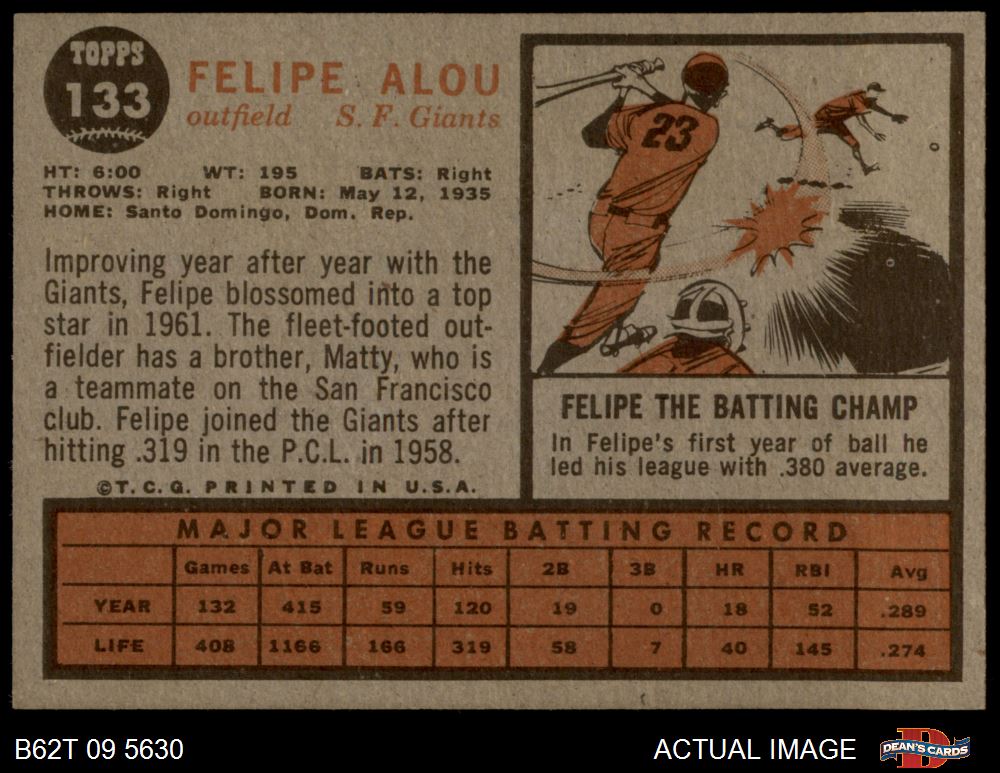 TOPPS
133
FELIPE ALOU
outfield S. F. Giants
HT: 6:00 WT: 195 BATS: Right
THROWS: Right BORN: May 12, 1935
HOME: Santo Domingo, Dom. Rep.
Improving year after year with the
Giants, Felipe blossomed into a top
star in 1961. The fleet-footed out-
fielder has a brother, Matty, who is
a teammate on the San Francisco
club. Felipe joined the Giants after
hitting .319 in the P.C.L. in 1958.
©T.C.G. PRINTED IN U.S.A.
23
FELIPE THE BATTING CHAMP
In Felipe's first year of ball he
led his league with .380 average.
MAJOR LEAGUE BATTING RECORD
Games At Bat Runs Hits 2B 3B HR RBI Avg
YEAR 132 415 59 120 19 0 18 52 .289
LIFE 408 1166 166 319 58 7 40 145 .274
B62T 09 5630 ACTUAL IMAGE
D
DEAN'S CARDS